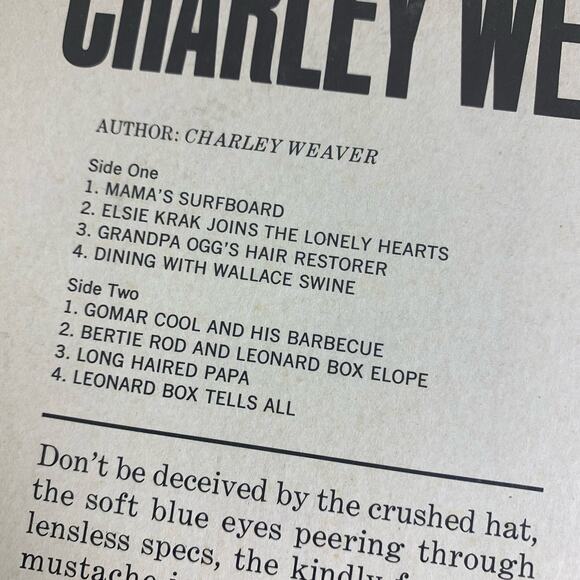 CHARLEY WE
AUTHOR: CHARLEY WEAVER
Side One
1. MAMA'S SURFBOARD
2. ELSIE KRAK JOINS THE LONELY HEARTS
3. GRANDPA OGG'S HAIR RESTORER
4. DINING WITH WALLACE SWINE
Side Two
1. GOMAR COOL AND HIS BARBECUE
2. BERTIE ROD AND LEONARD BOX ELOPE
3. LONG HAIRED PAPA
4. LEONARD BOX TELLS ALL
Don't be deceived by the crushed hat,
the soft blue eyes peering through
lensless specs, the kindly
mustache